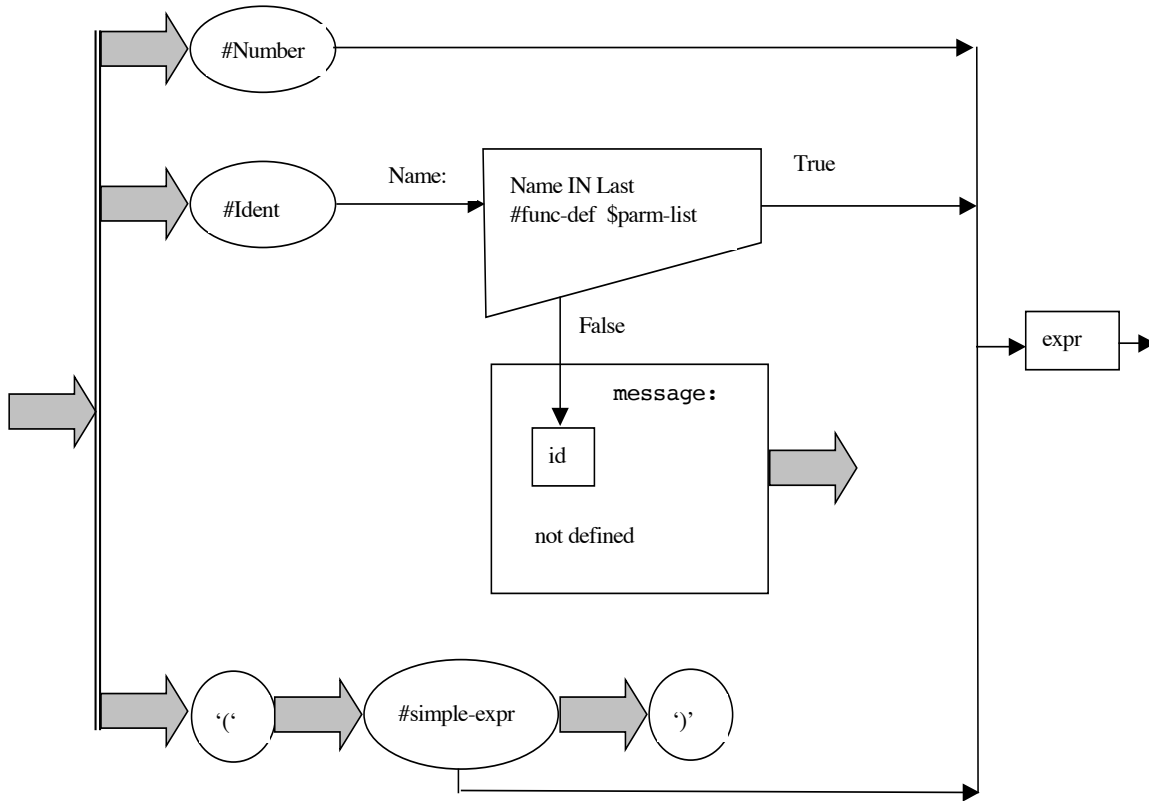 #Number
Name:
True
#Ident
Name IN Last
#func-def $parm-list
False
expr
message:
id
not defined
‘(‘
#simple-expr
‘)’